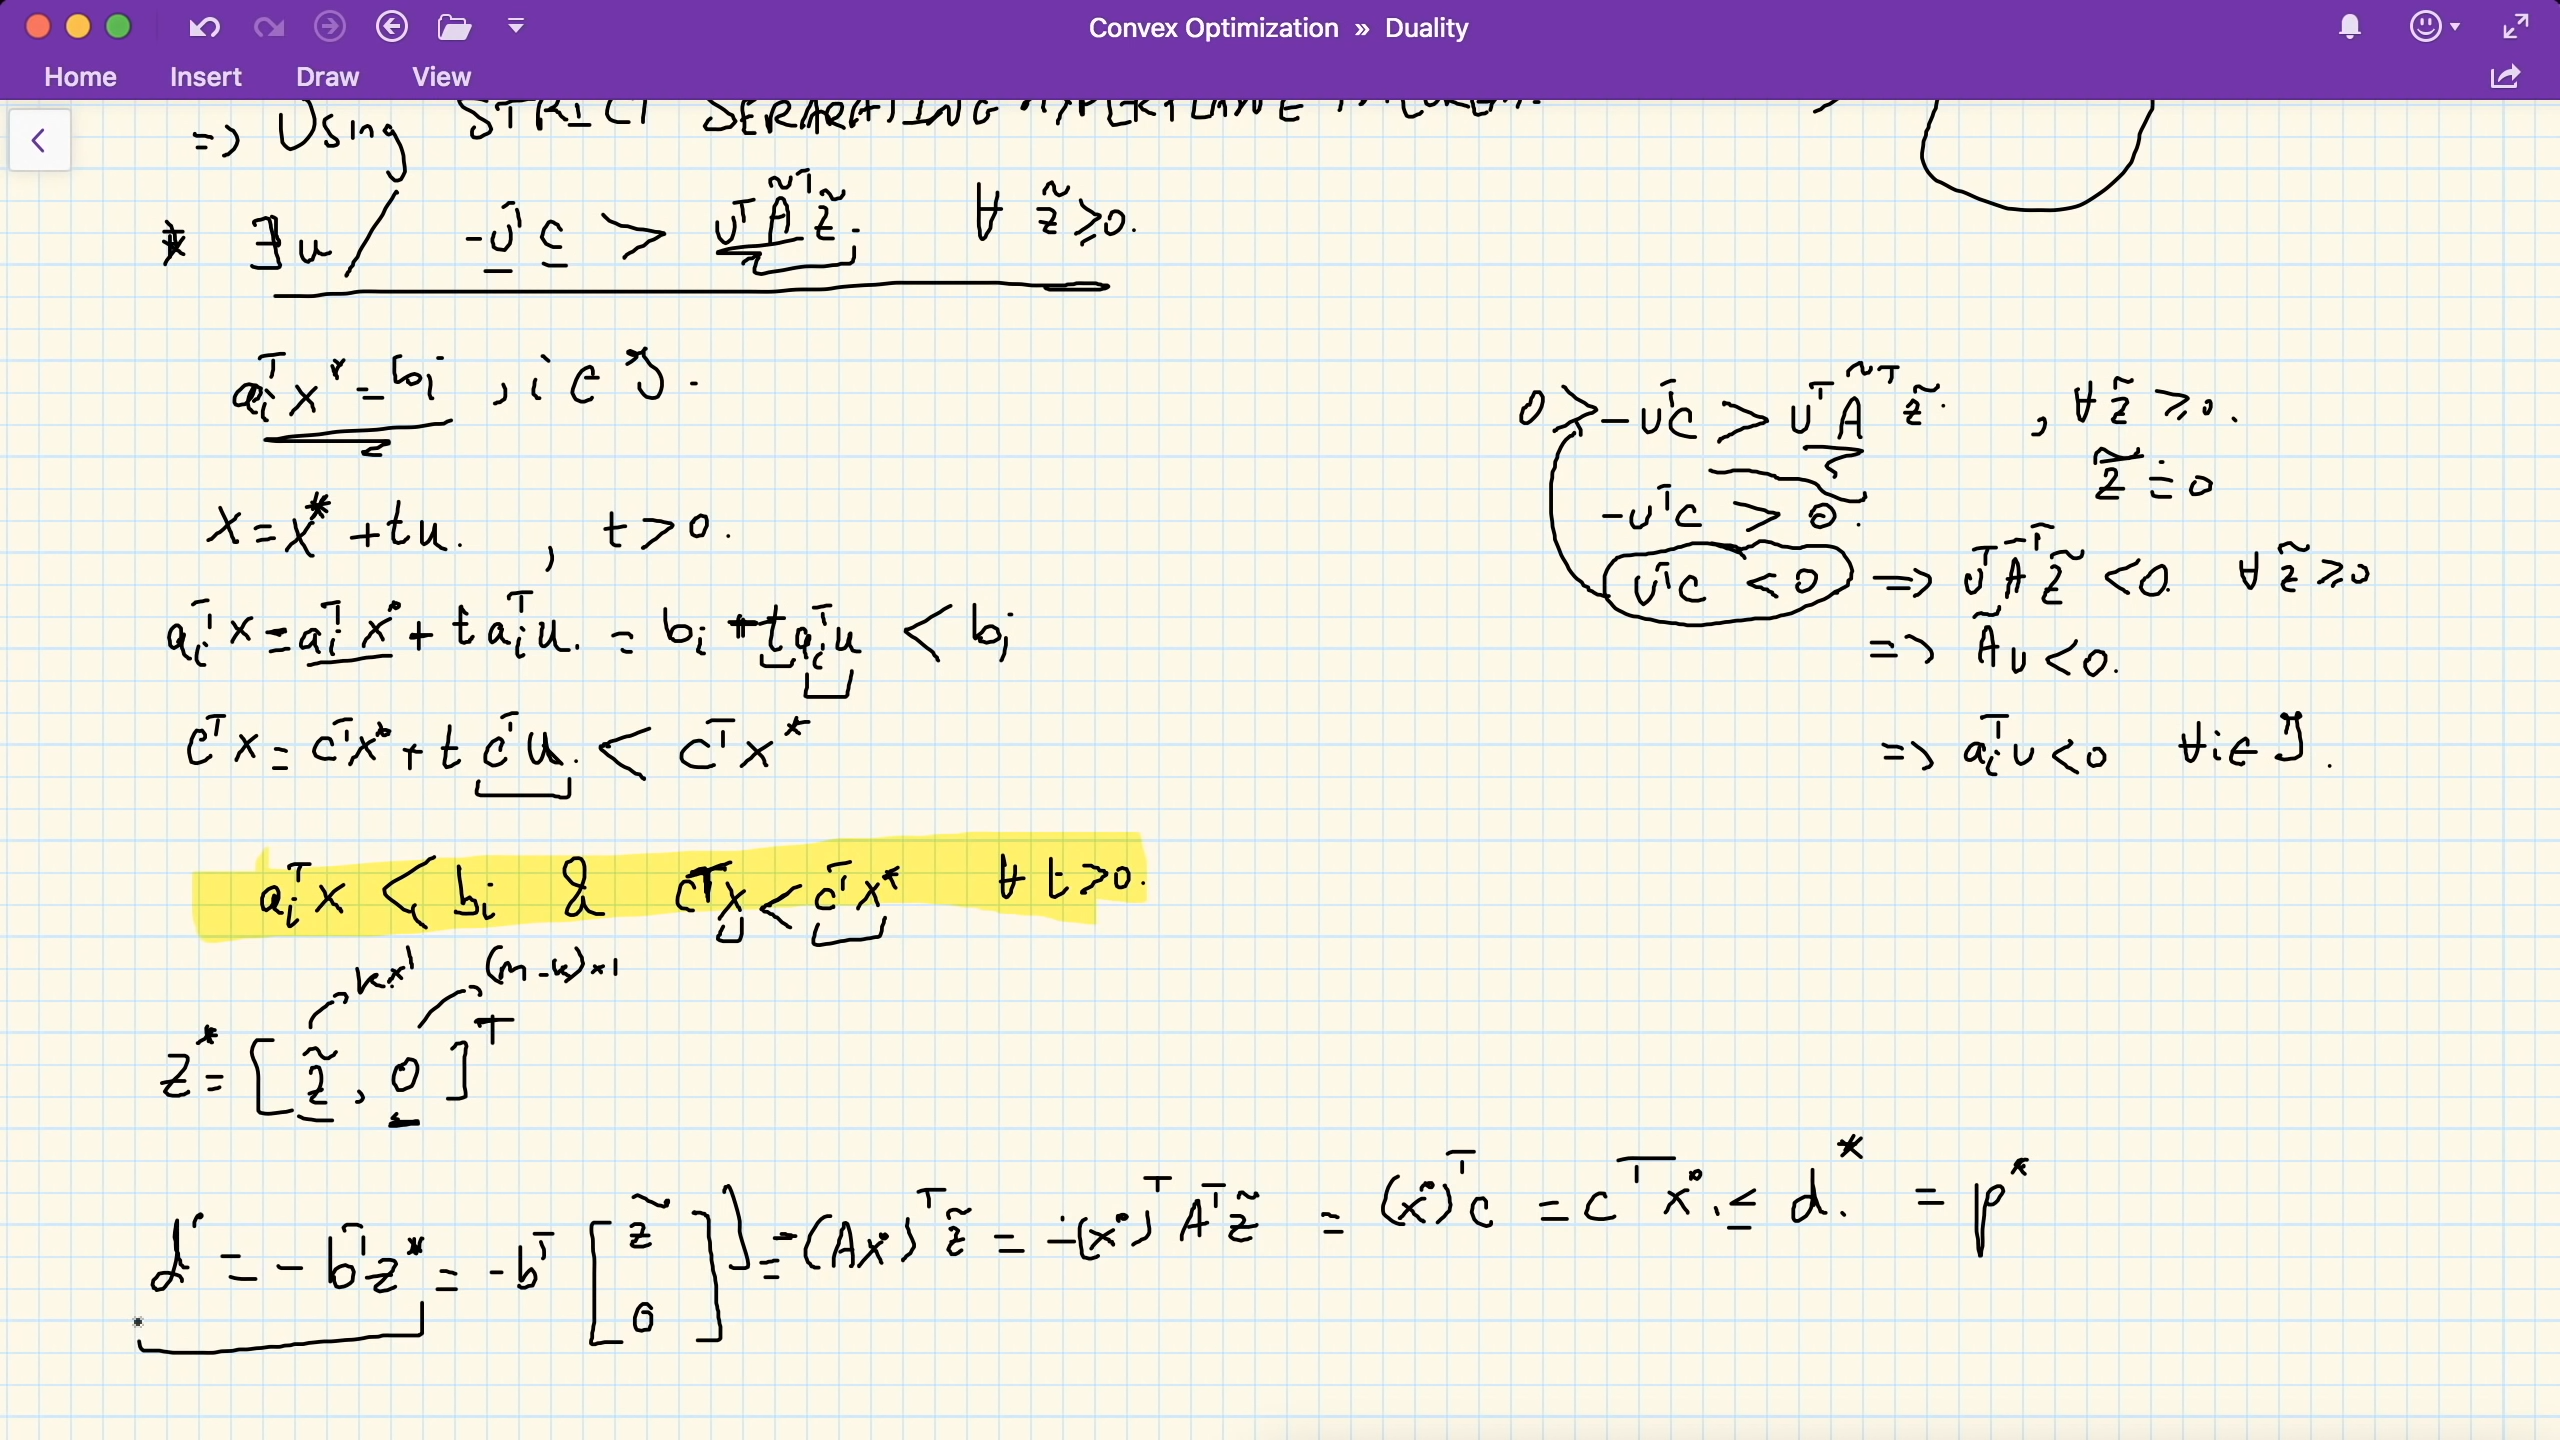 Convex Optimization » Duality
Home Insert Draw View
=> Using STRICT SEPARATING HYPERPLANE THEOREM.
* ∃u / -uᵀc > uᵀÃᵀz̃. ∀ z̃ ≥ 0.
aᵢᵀx* = bᵢ , i ∈ J.
x = x* + tu. , t > 0.
aᵢᵀx = aᵢᵀx* + t aᵢᵀu. = bᵢ + taᵢᵀu < bᵢ
cᵀx = cᵀx* + t cᵀu. < cᵀx*
0 > -uᵀc > uᵀÃᵀz̃. , ∀ z̃ ≥ 0.
z̃ = 0
-uᵀc > 0.
uᵀc < 0 => uᵀÃᵀz̃ < 0. ∀ z̃ ≥ 0
=> Ãu < 0.
=> aᵢᵀu < 0 ∀i ∈ J.
aᵢᵀx < bᵢ & cᵀx < cᵀx* ∀ t > 0.
k×1 (m-k)×1
z* = [ z̃ , 0 ]ᵀ
d* = -bᵀz* = -bᵀ [ z̃ 0 ] = -(Ax*)ᵀz̃ = -(x*)ᵀAᵀz̃ = (x*)ᵀc = cᵀx*. ≤ d.* = p*